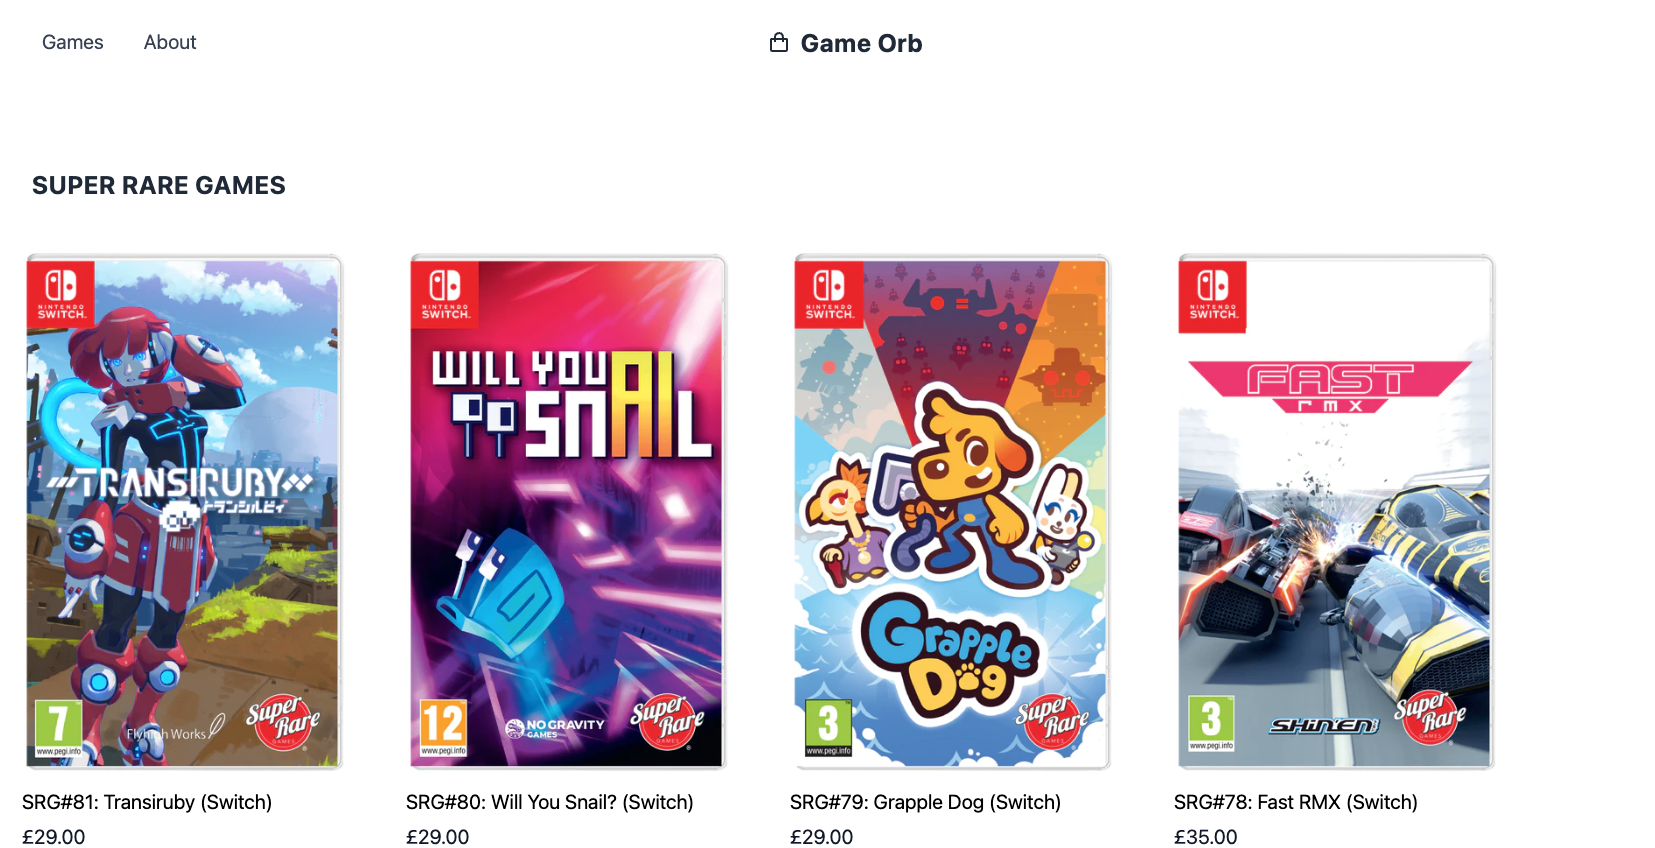 Games About Game Orb
SUPER RARE GAMES
NINTENDO
SWITCH
TRANSIRUBY
トランシルビィ
7
www.pegi.info
Flyhigh Works
Super
Rare
GAMES
SRG#81: Transiruby (Switch)
£29.00
NINTENDO
SWITCH
WILL YOU
SNAIL
12
www.pegi.info
NO GRAVITY
GAMES
Super
Rare
GAMES
SRG#80: Will You Snail? (Switch)
£29.00
NINTENDO
SWITCH
Grapple
Dog
3
www.pegi.info
Super
Rare
GAMES
SRG#79: Grapple Dog (Switch)
£29.00
NINTENDO
SWITCH
FAST
rmx
3
www.pegi.info
SHIN'EN
Super
Rare
GAMES
SRG#78: Fast RMX (Switch)
£35.00